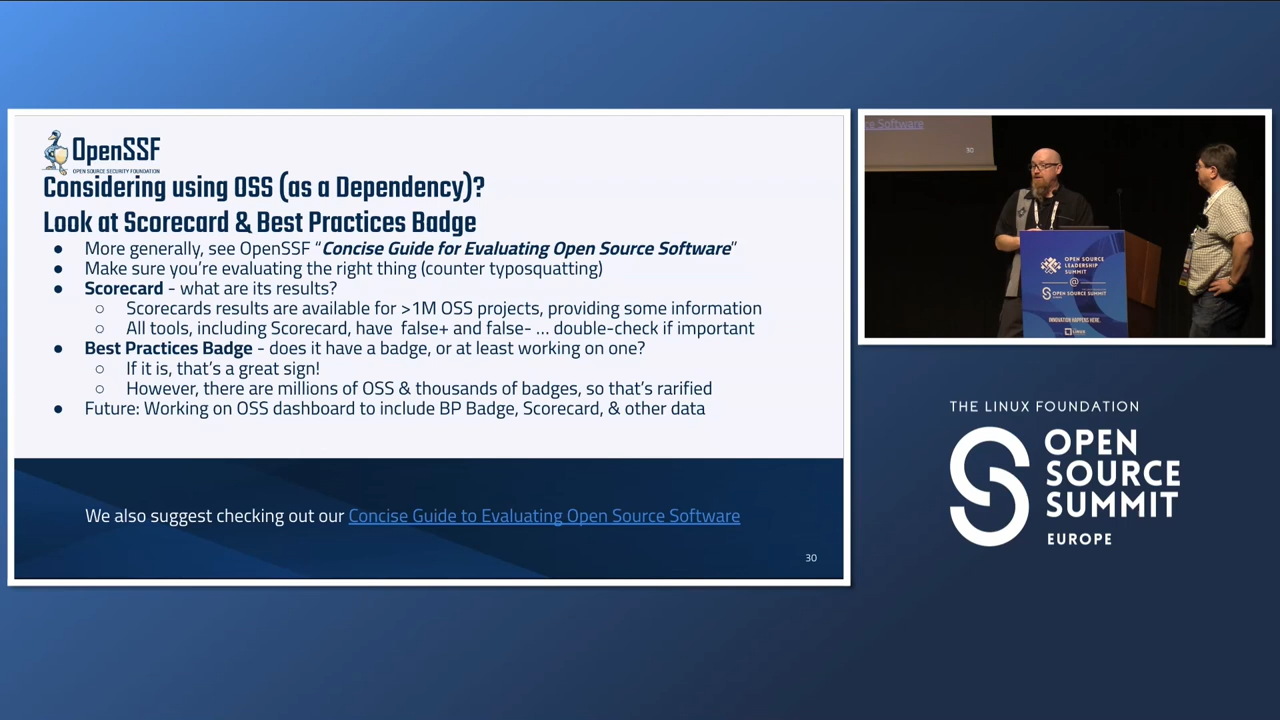 OpenSSF
OPEN SOURCE SECURITY FOUNDATION
Considering using OSS (as a Dependency)?
Look at Scorecard & Best Practices Badge
● More generally, see OpenSSF “Concise Guide for Evaluating Open Source Software”
● Make sure you’re evaluating the right thing (counter typosquatting)
● Scorecard - what are its results?
○ Scorecards results are available for >1M OSS projects, providing some information
○ All tools, including Scorecard, have false+ and false- … double-check if important
● Best Practices Badge - does it have a badge, or at least working on one?
○ If it is, that’s a great sign!
○ However, there are millions of OSS & thousands of badges, so that’s rarified
● Future: Working on OSS dashboard to include BP Badge, Scorecard, & other data
We also suggest checking out our Concise Guide to Evaluating Open Source Software
30
ce Software
30
OPEN SOURCE
LEADERSHIP
SUMMIT
@
OPEN SOURCE SUMMIT
INNOVATION HAPPENS HERE.
THE LINUX FOUNDATION
OPEN
SOURCE
SUMMIT
EUROPE